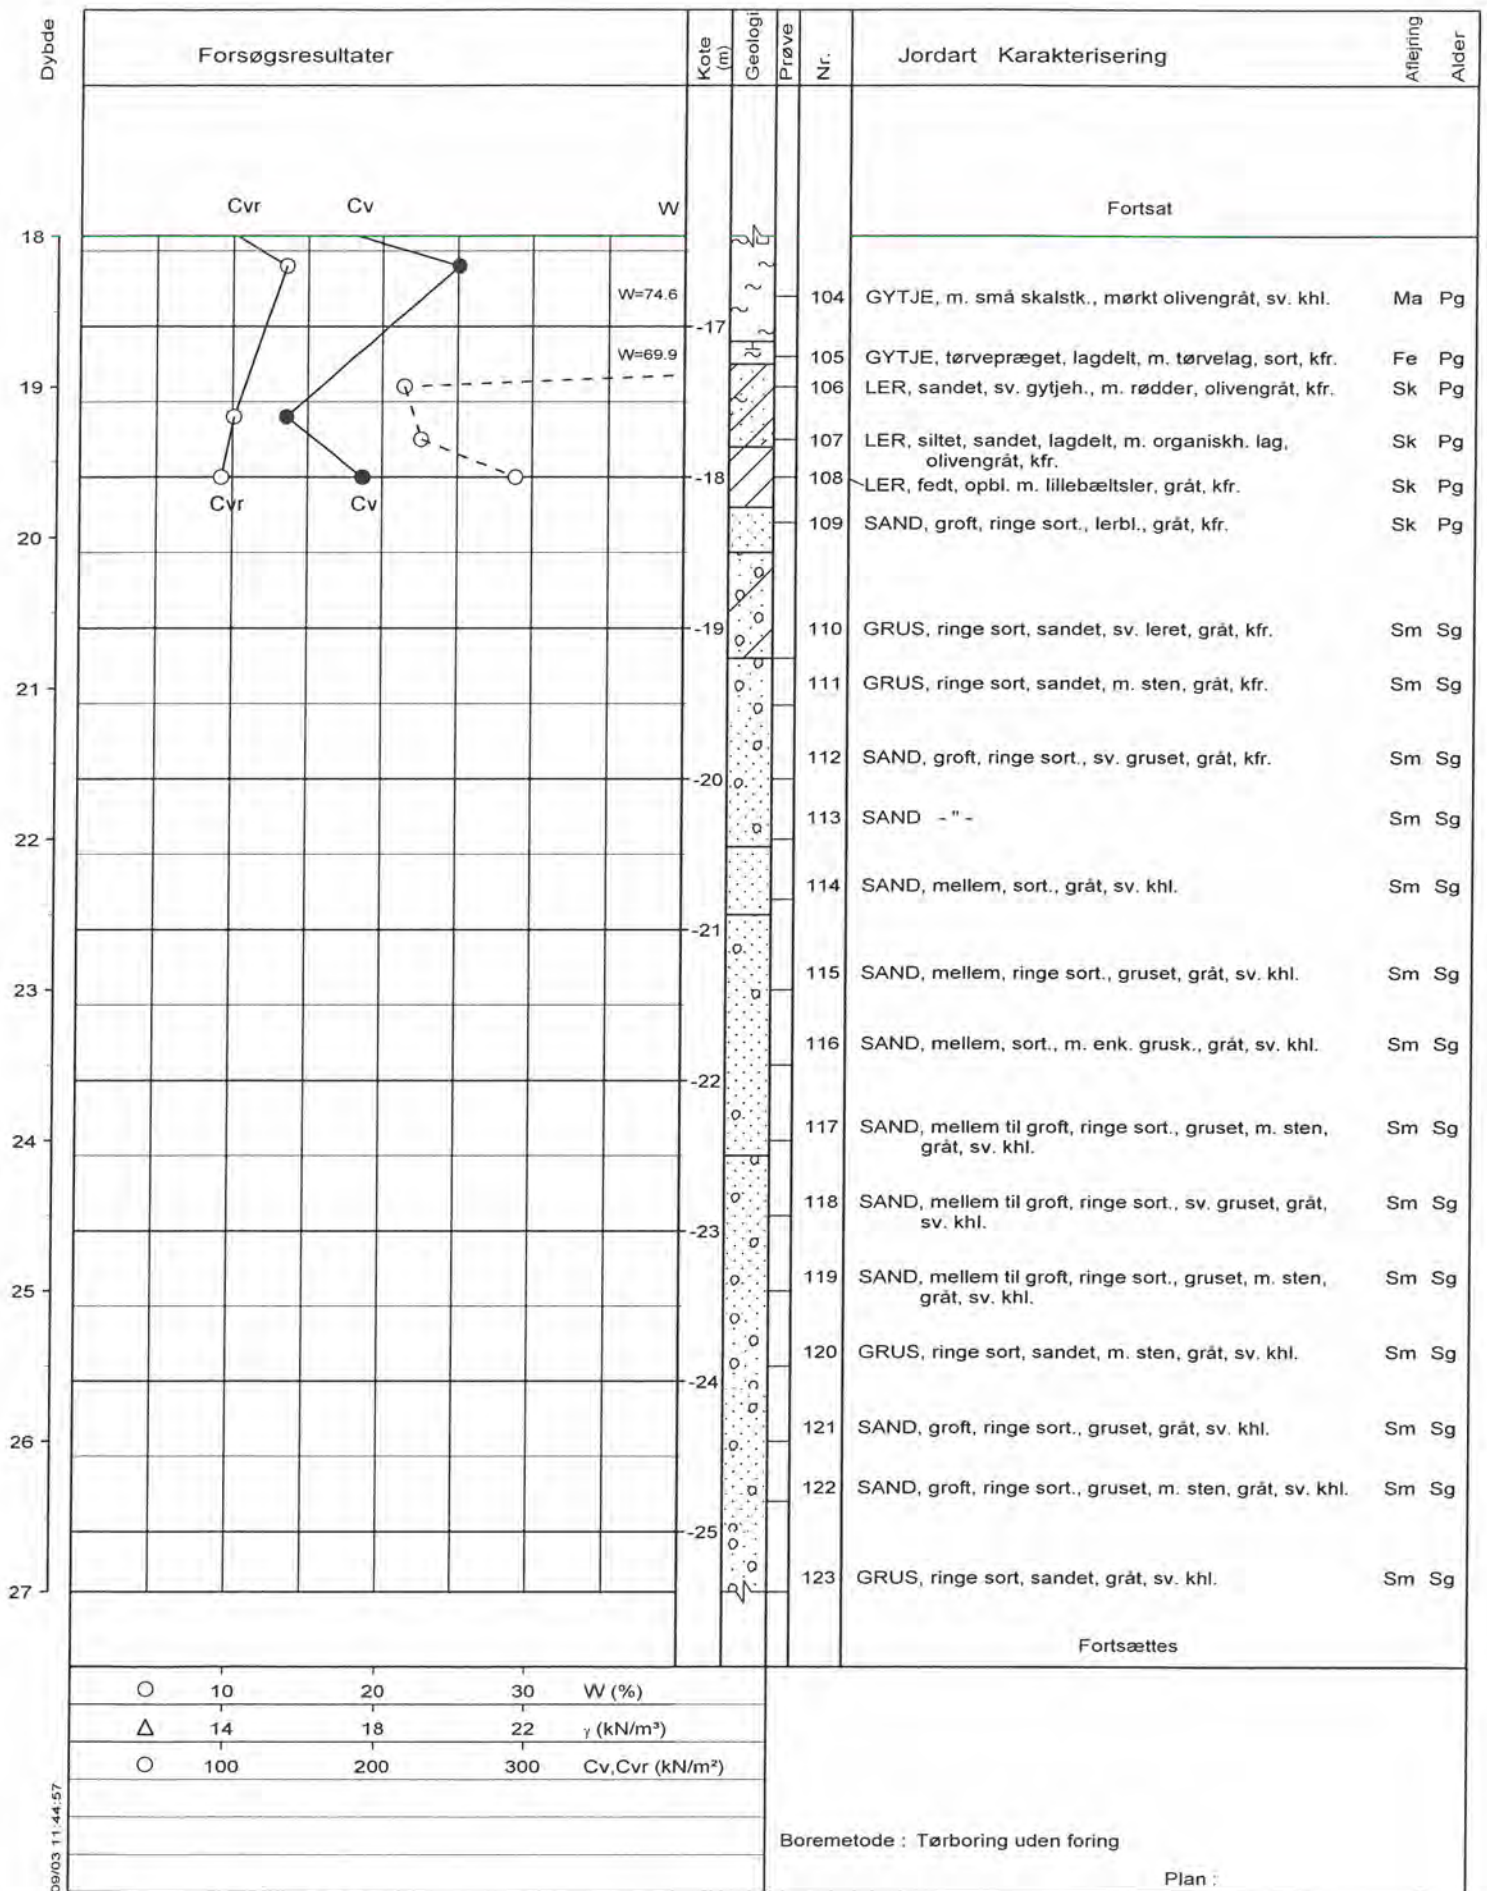 Dybde
Forsøgsresultater
Kote
(m)
Geologi
Prøve
Nr.
Jordart Karakterisering
Aflejring
Alder
Cvr Cv W
Fortsat
18
W=74.6
104 GYTJE, m. små skalstk., mørkt olivengråt, sv. khl. Ma Pg
-17
W=69.9
105 GYTJE, tørvepræget, lagdelt, m. tørvelag, sort, kfr. Fe Pg
19
106 LER, sandet, sv. gytjeh., m. rødder, olivengråt, kfr. Sk Pg
107 LER, siltet, sandet, lagdelt, m. organiskh. lag, Sk Pg
olivengråt, kfr.
-18
108 LER, fedt, opbl. m. lillebæltsler, gråt, kfr. Sk Pg
Cvr Cv
109 SAND, groft, ringe sort., lerbl., gråt, kfr. Sk Pg
20
-19
110 GRUS, ringe sort, sandet, sv. leret, gråt, kfr. Sm Sg
21
111 GRUS, ringe sort, sandet, m. sten, gråt, kfr. Sm Sg
112 SAND, groft, ringe sort., sv. gruset, gråt, kfr. Sm Sg
-20
113 SAND - " - Sm Sg
22
114 SAND, mellem, sort., gråt, sv. khl. Sm Sg
-21
115 SAND, mellem, ringe sort., gruset, gråt, sv. khl. Sm Sg
23
116 SAND, mellem, sort., m. enk. grusk., gråt, sv. khl. Sm Sg
-22
117 SAND, mellem til groft, ringe sort., gruset, m. sten, Sm Sg
gråt, sv. khl.
24
118 SAND, mellem til groft, ringe sort., sv. gruset, gråt, Sm Sg
sv. khl.
-23
119 SAND, mellem til groft, ringe sort., gruset, m. sten, Sm Sg
gråt, sv. khl.
25
120 GRUS, ringe sort, sandet, m. sten, gråt, sv. khl. Sm Sg
-24
121 SAND, groft, ringe sort., gruset, gråt, sv. khl. Sm Sg
26
122 SAND, groft, ringe sort., gruset, m. sten, gråt, sv. khl. Sm Sg
-25
123 GRUS, ringe sort, sandet, gråt, sv. khl. Sm Sg
27
Fortsættes
10 20 30 W (%)
14 18 22 γ (kN/m³)
100 200 300 Cv,Cvr (kN/m²)
09/03 11:44:57
Boremetode : Tørboring uden foring
Plan :